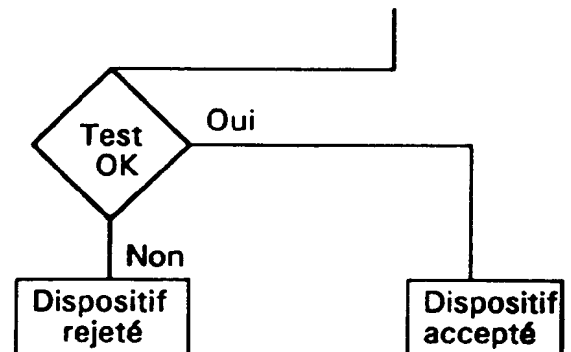 Test
OK
Oui
Non
Dispositif
rejeté
Dispositif
accepté